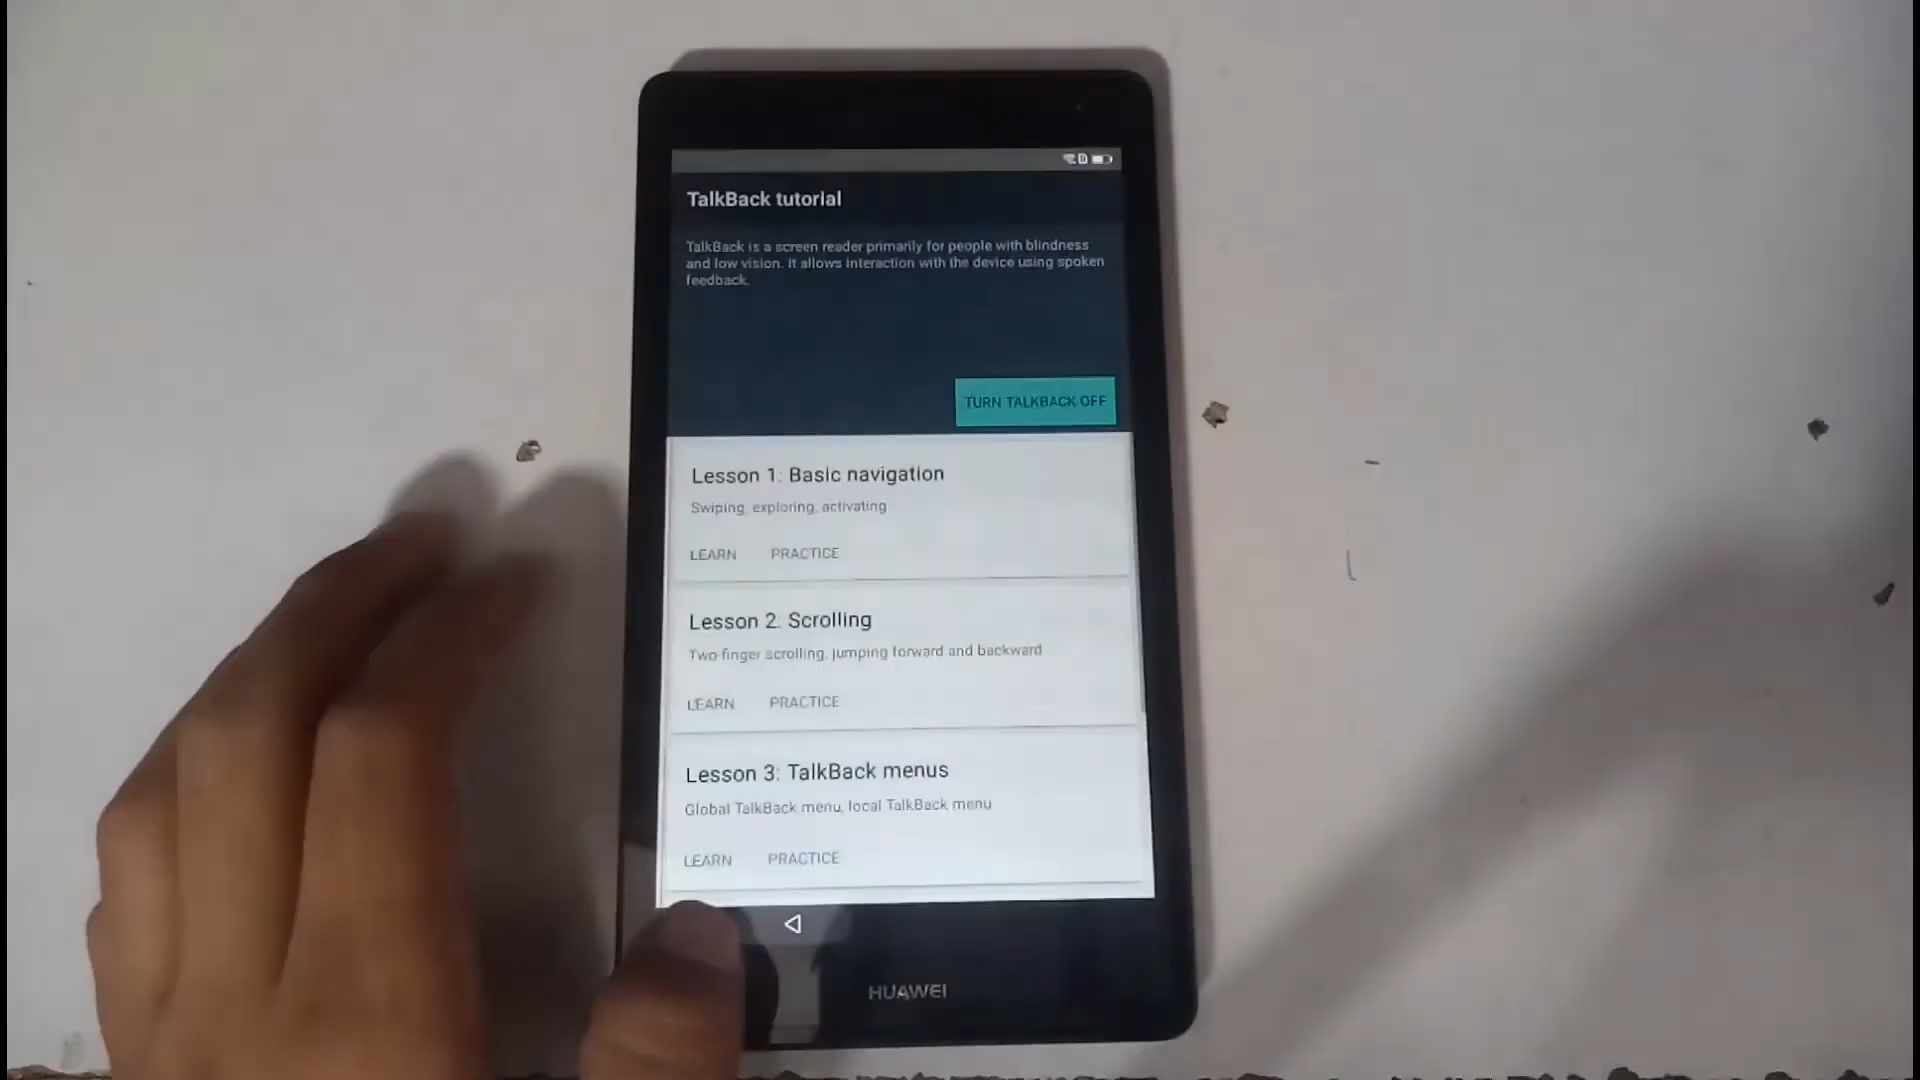 TalkBack tutorial
TalkBack is a screen reader primarily for people with blindness
and low vision. It allows interaction with the device using spoken
feedback.
TURN TALKBACK OFF
Lesson 1: Basic navigation
Swiping, exploring, activating
LEARN PRACTICE
Lesson 2: Scrolling
Two-finger scrolling, jumping forward and backward
LEARN PRACTICE
Lesson 3: TalkBack menus
Global TalkBack menu, local TalkBack menu
LEARN PRACTICE
HUAWEI